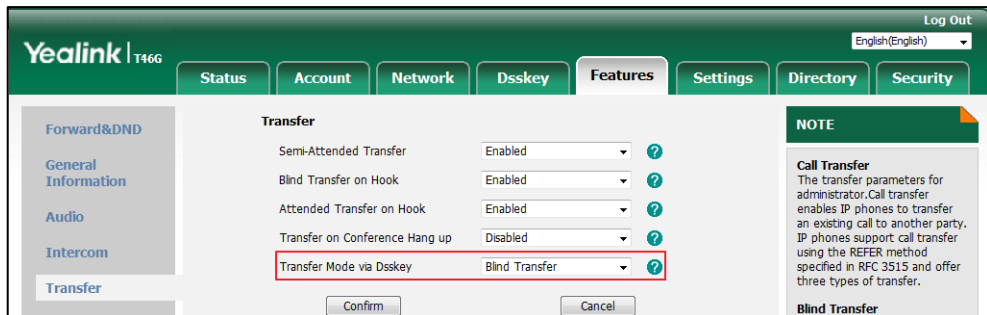 Log Out
Yealink T46G
English(English)
Status Account Network Dsskey Features Settings Directory Security
Forward&DND
General
Information
Audio
Intercom
Transfer
Transfer
Semi-Attended Transfer Enabled ?
Blind Transfer on Hook Enabled ?
Attended Transfer on Hook Enabled ?
Transfer on Conference Hang up Disabled ?
Transfer Mode via Dsskey Blind Transfer ?
Confirm Cancel
NOTE
Call Transfer
The transfer parameters for
administrator.Call transfer
enables IP phones to transfer
an existing call to another party.
IP phones support call transfer
using the REFER method
specified in RFC 3515 and offer
three types of transfer.
Blind Transfer